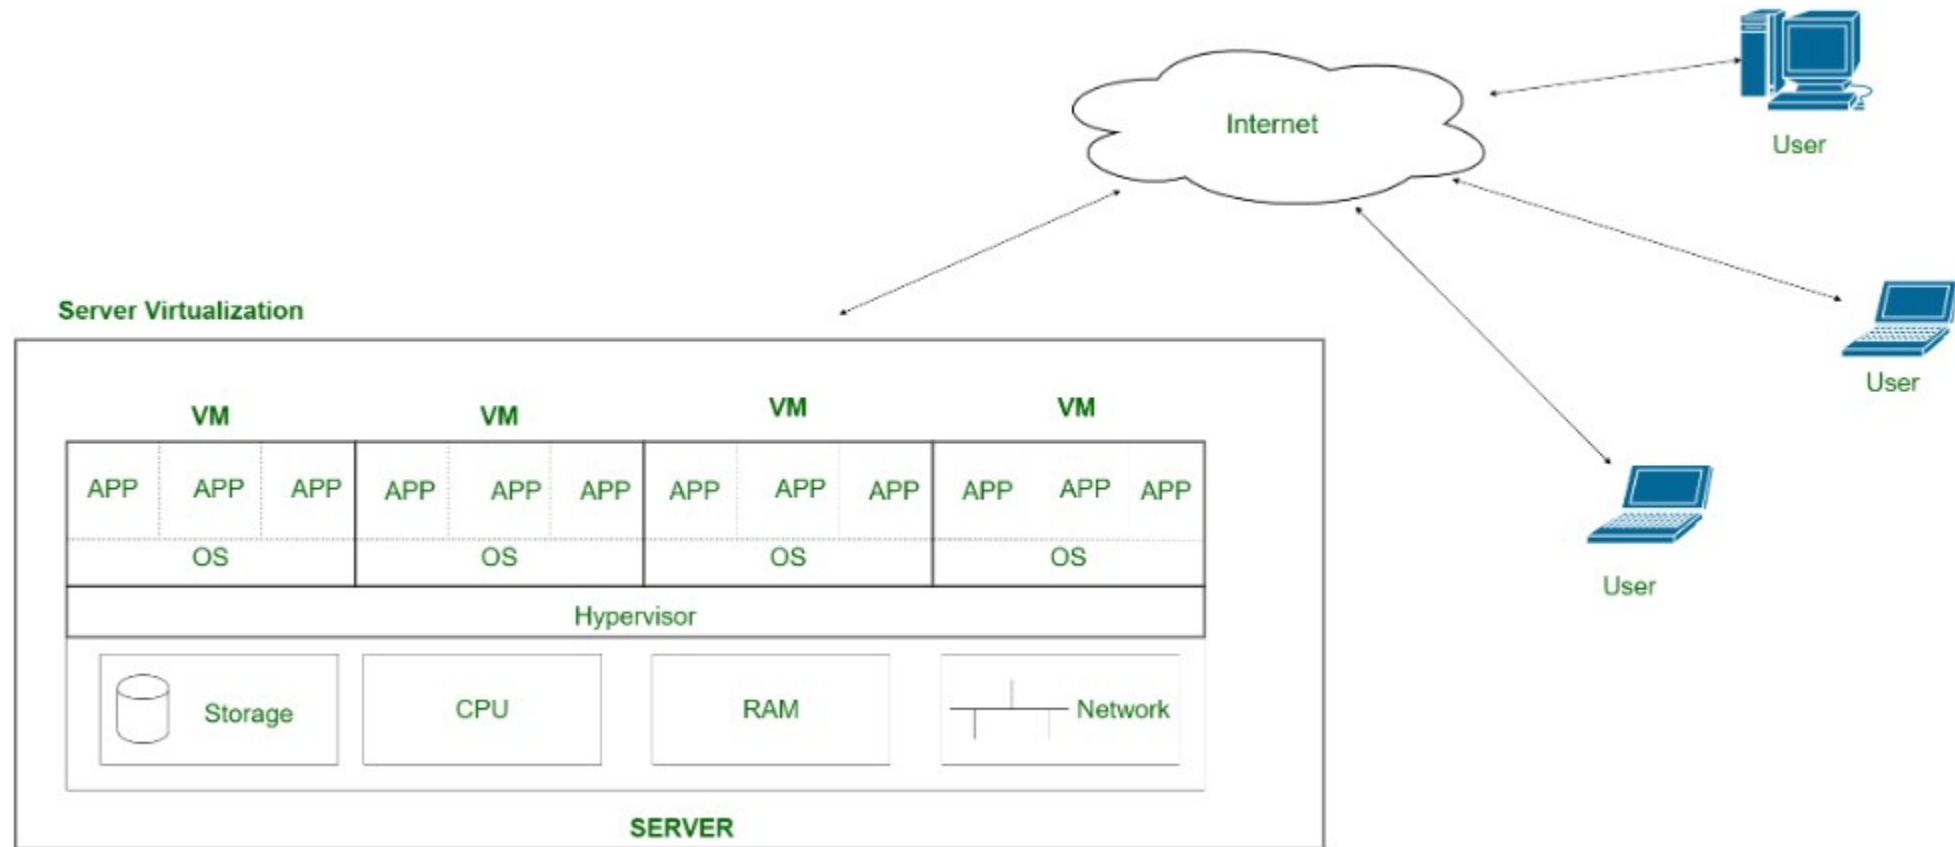 Internet
User
User
User
Server Virtualization
VM VM VM VM
APP APP APP APP APP APP APP APP APP APP APP APP
OS OS OS OS
Hypervisor
Storage CPU RAM Network
SERVER